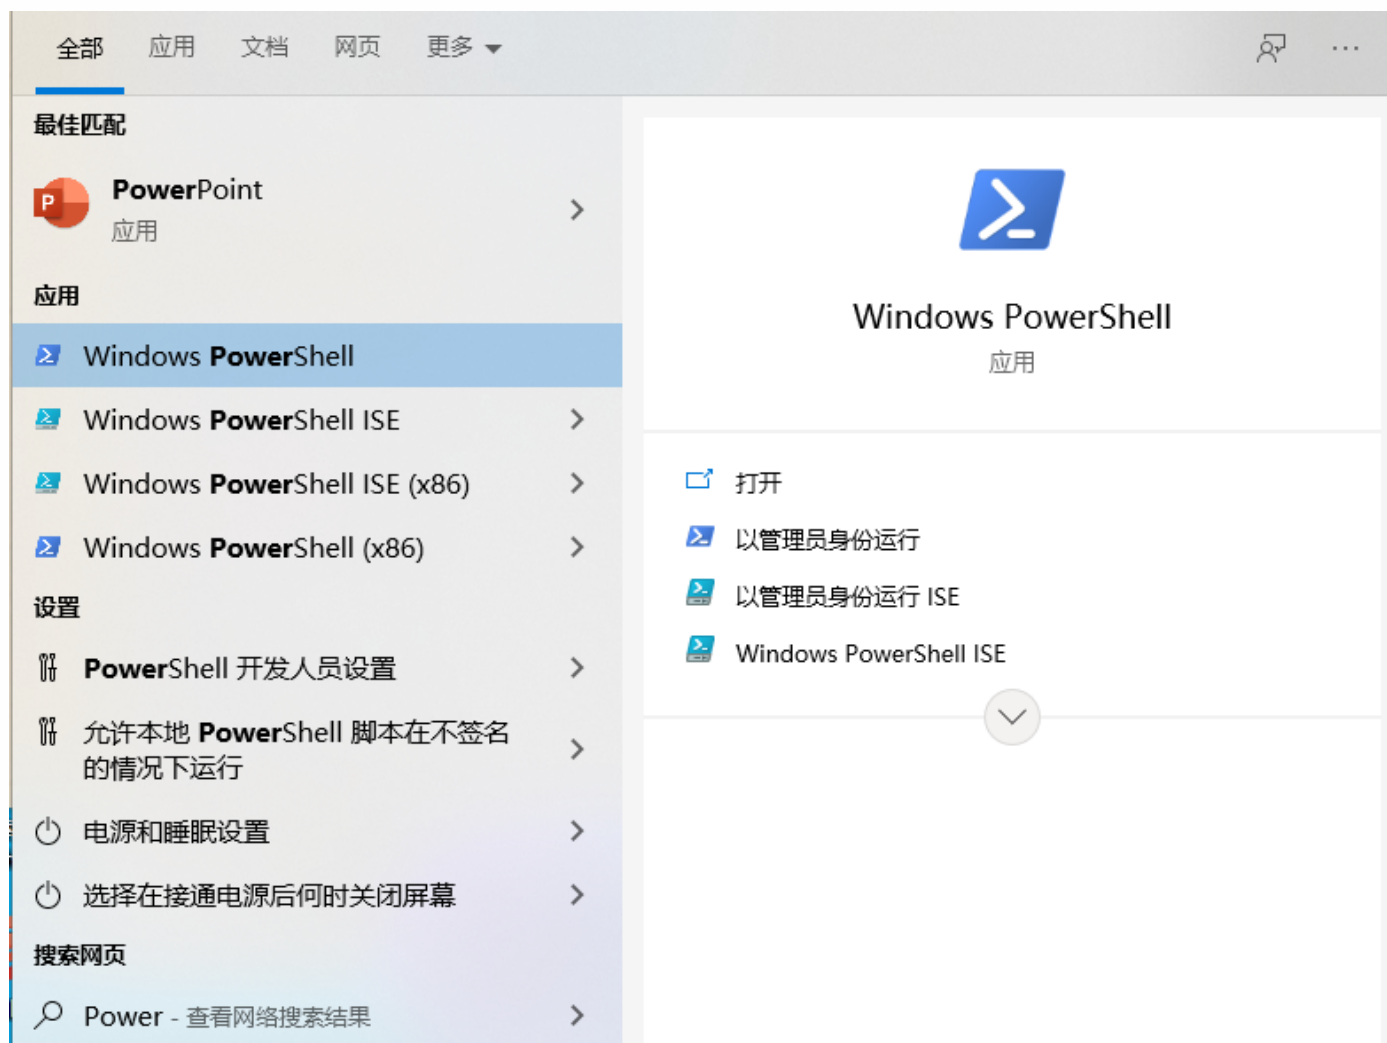 全部 应用 文档 网页 更多
最佳匹配
PowerPoint
应用
应用
Windows PowerShell
Windows PowerShell ISE
Windows PowerShell ISE (x86)
Windows PowerShell (x86)
设置
PowerShell 开发人员设置
允许本地 PowerShell 脚本在不签名
的情况下运行
电源和睡眠设置
选择在接通电源后何时关闭屏幕
搜索网页
Power - 查看网络搜索结果
Windows PowerShell
应用
打开
以管理员身份运行
以管理员身份运行 ISE
Windows PowerShell ISE